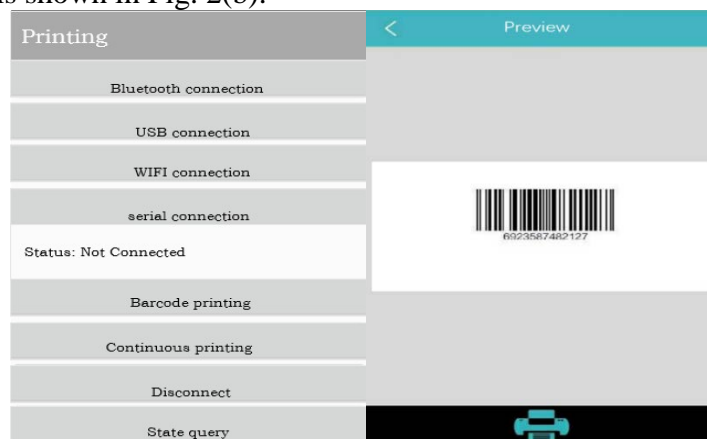 is shown in Fig. 2(b).
Printing
Bluetooth connection
USB connection
WIFI connection
serial connection
Status: Not Connected
Barcode printing
Continuous printing
Disconnect
State query
Preview
6923587482127